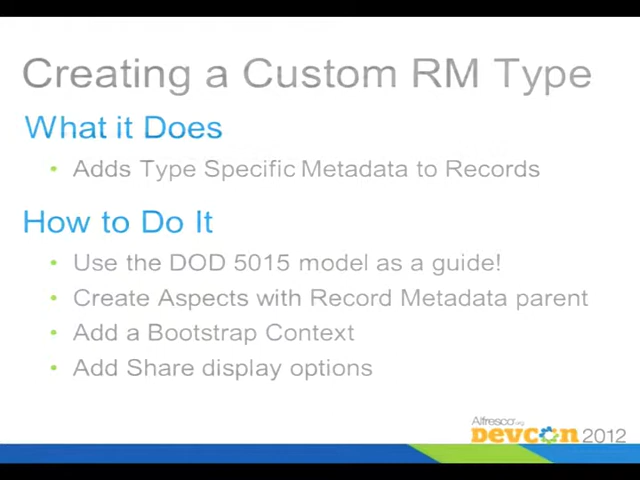 Creating a Custom RM Type
What it Does
• Adds Type Specific Metadata to Records
How to Do It
• Use the DOD 5015 model as a guide!
• Create Aspects with Record Metadata parent
• Add a Bootstrap Context
• Add Share display options
Alfresco.org
DevCon 2012